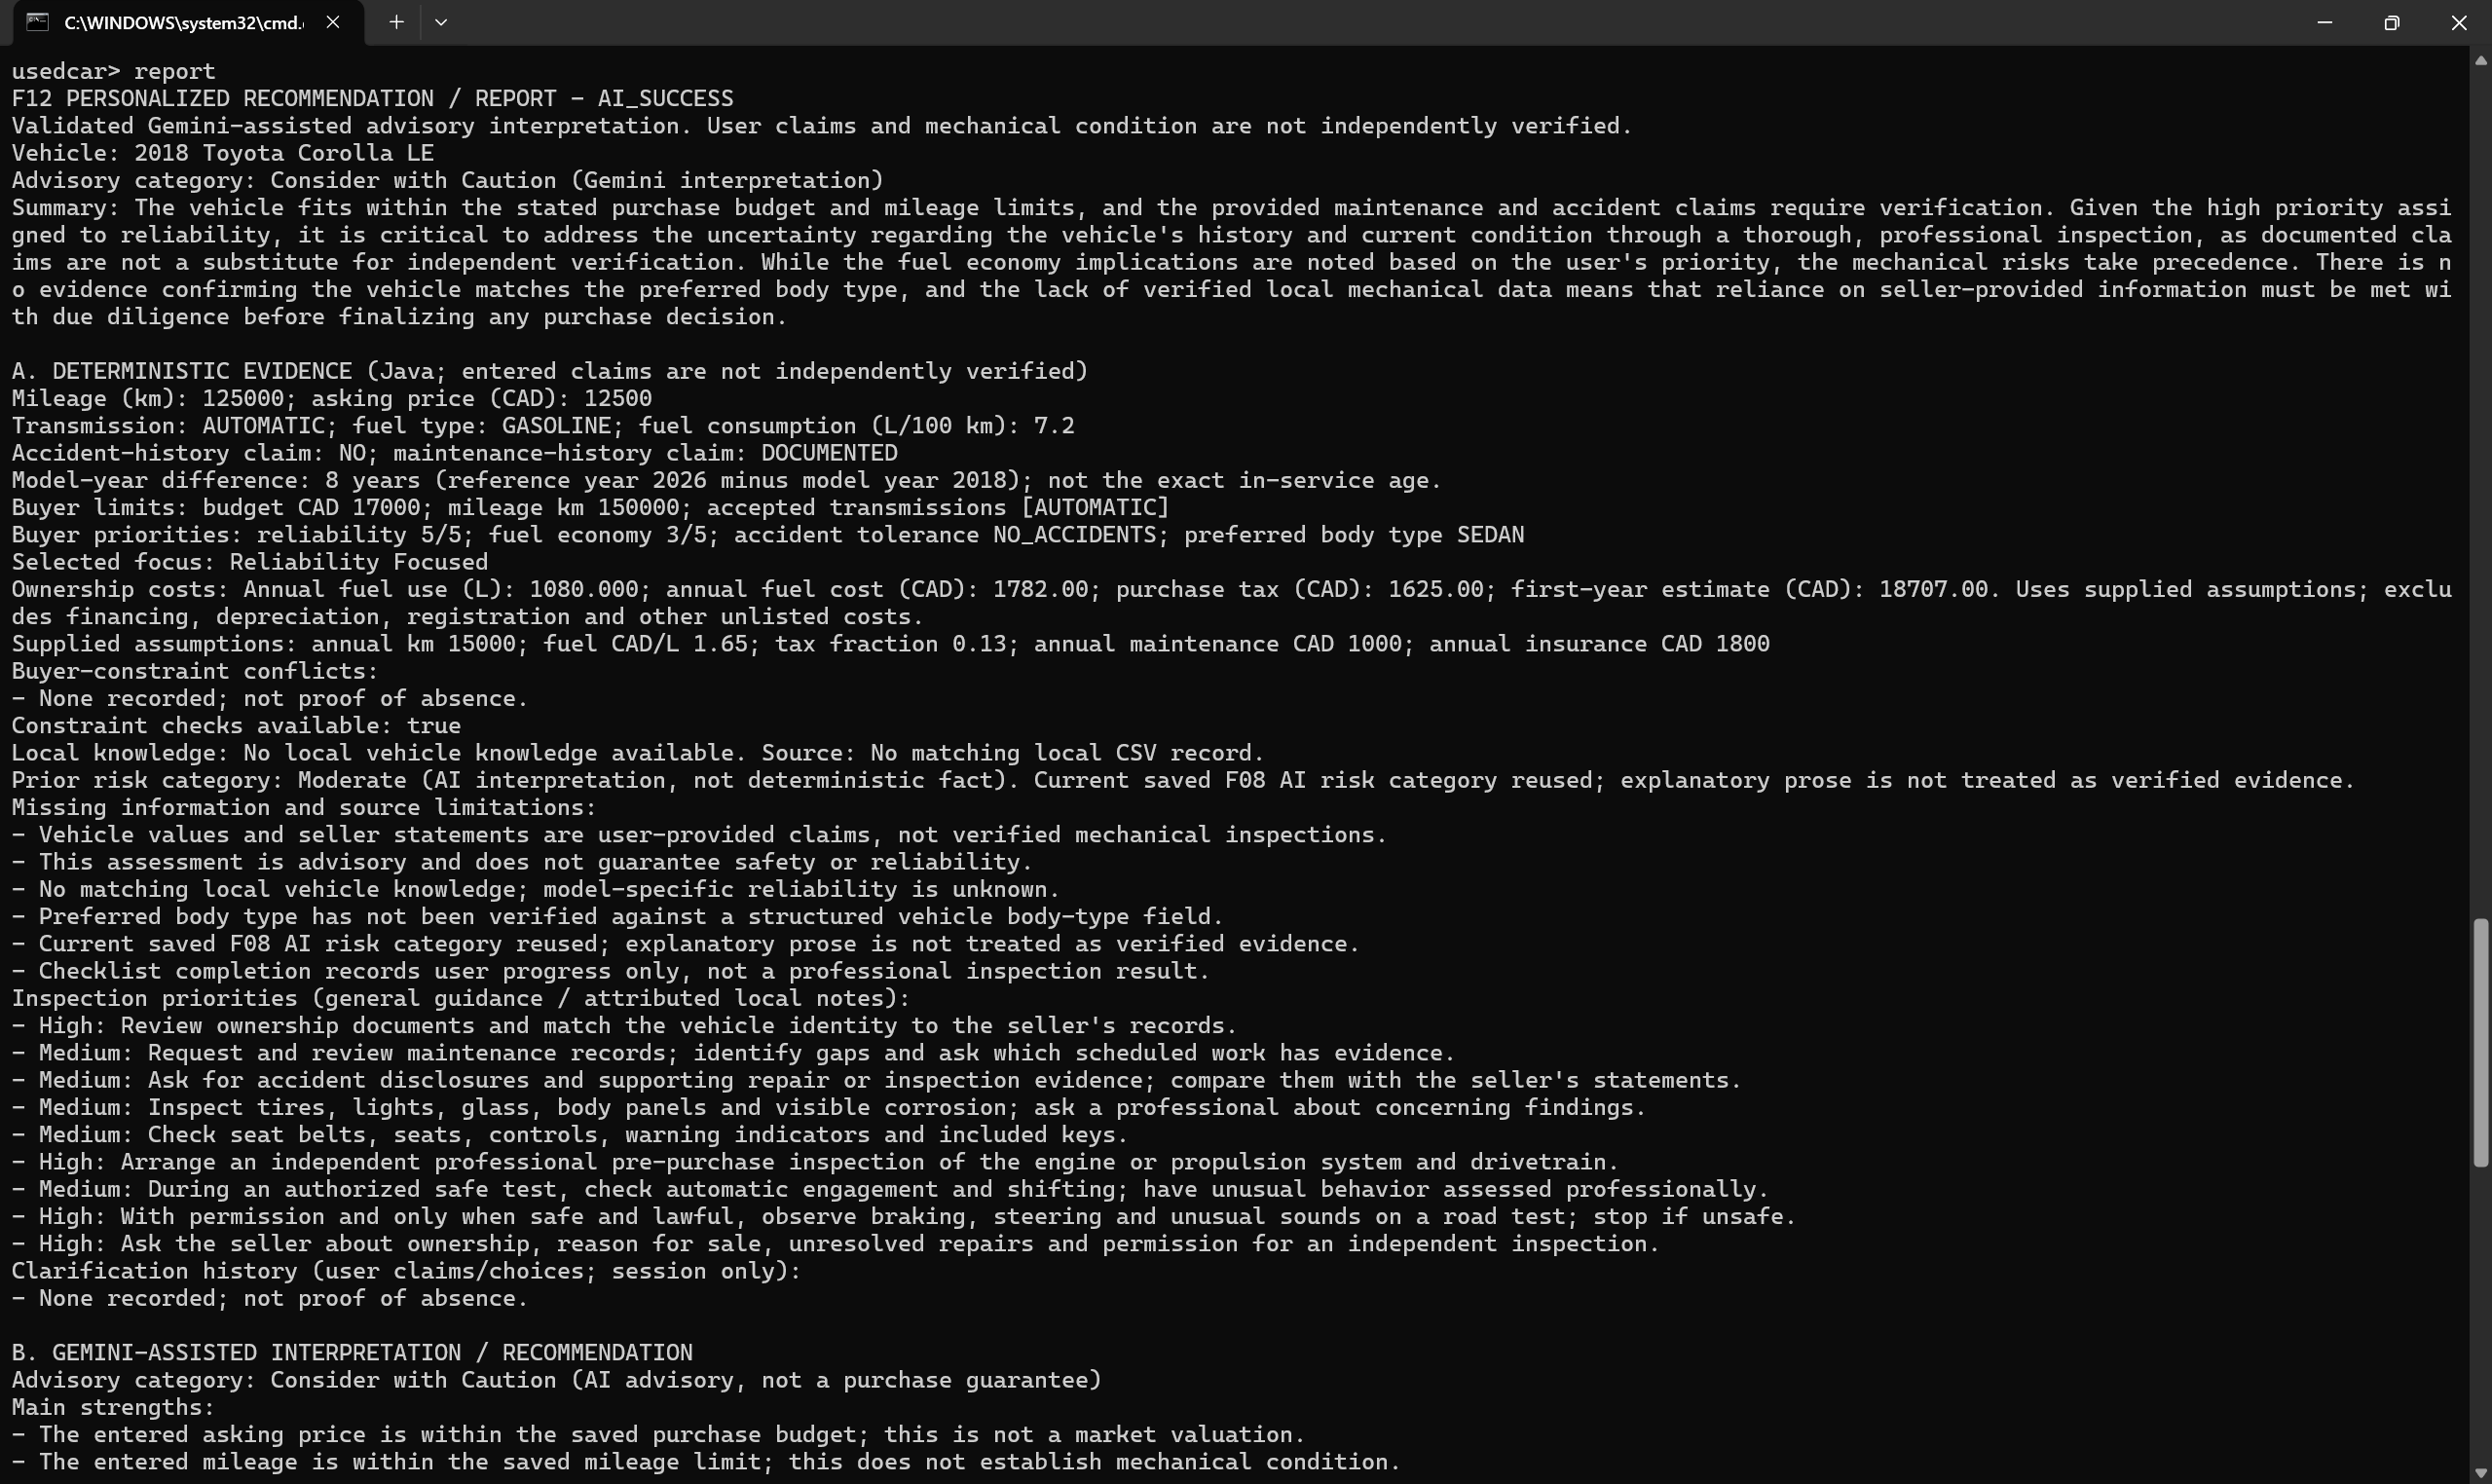 C:\WINDOWS\system32\cmd.
usedcar> report
F12 PERSONALIZED RECOMMENDATION / REPORT - AI_SUCCESS
Validated Gemini-assisted advisory interpretation. User claims and mechanical condition are not independently verified.
Vehicle: 2018 Toyota Corolla LE
Advisory category: Consider with Caution (Gemini interpretation)
Summary: The vehicle fits within the stated purchase budget and mileage limits, and the provided maintenance and accident claims require verification. Given the high priority assi
gned to reliability, it is critical to address the uncertainty regarding the vehicle's history and current condition through a thorough, professional inspection, as documented cla
ims are not a substitute for independent verification. While the fuel economy implications are noted based on the user's priority, the mechanical risks take precedence. There is n
o evidence confirming the vehicle matches the preferred body type, and the lack of verified local mechanical data means that reliance on seller-provided information must be met wi
th due diligence before finalizing any purchase decision.
A. DETERMINISTIC EVIDENCE (Java; entered claims are not independently verified)
Mileage (km): 125000; asking price (CAD): 12500
Transmission: AUTOMATIC; fuel type: GASOLINE; fuel consumption (L/100 km): 7.2
Accident-history claim: NO; maintenance-history claim: DOCUMENTED
Model-year difference: 8 years (reference year 2026 minus model year 2018); not the exact in-service age.
Buyer limits: budget CAD 17000; mileage km 150000; accepted transmissions [AUTOMATIC]
Buyer priorities: reliability 5/5; fuel economy 3/5; accident tolerance NO_ACCIDENTS; preferred body type SEDAN
Selected focus: Reliability Focused
Ownership costs: Annual fuel use (L): 1080.000; annual fuel cost (CAD): 1782.00; purchase tax (CAD): 1625.00; first-year estimate (CAD): 18707.00. Uses supplied assumptions; exclu
des financing, depreciation, registration and other unlisted costs.
Supplied assumptions: annual km 15000; fuel CAD/L 1.65; tax fraction 0.13; annual maintenance CAD 1000; annual insurance CAD 1800
Buyer-constraint conflicts:
- None recorded; not proof of absence.
Constraint checks available: true
Local knowledge: No local vehicle knowledge available. Source: No matching local CSV record.
Prior risk category: Moderate (AI interpretation, not deterministic fact). Current saved F08 AI risk category reused; explanatory prose is not treated as verified evidence.
Missing information and source limitations:
- Vehicle values and seller statements are user-provided claims, not verified mechanical inspections.
- This assessment is advisory and does not guarantee safety or reliability.
- No matching local vehicle knowledge; model-specific reliability is unknown.
- Preferred body type has not been verified against a structured vehicle body-type field.
- Current saved F08 AI risk category reused; explanatory prose is not treated as verified evidence.
- Checklist completion records user progress only, not a professional inspection result.
Inspection priorities (general guidance / attributed local notes):
- High: Review ownership documents and match the vehicle identity to the seller's records.
- Medium: Request and review maintenance records; identify gaps and ask which scheduled work has evidence.
- Medium: Ask for accident disclosures and supporting repair or inspection evidence; compare them with the seller's statements.
- Medium: Inspect tires, lights, glass, body panels and visible corrosion; ask a professional about concerning findings.
- Medium: Check seat belts, seats, controls, warning indicators and included keys.
- High: Arrange an independent professional pre-purchase inspection of the engine or propulsion system and drivetrain.
- Medium: During an authorized safe test, check automatic engagement and shifting; have unusual behavior assessed professionally.
- High: With permission and only when safe and lawful, observe braking, steering and unusual sounds on a road test; stop if unsafe.
- High: Ask the seller about ownership, reason for sale, unresolved repairs and permission for an independent inspection.
Clarification history (user claims/choices; session only):
- None recorded; not proof of absence.
B. GEMINI-ASSISTED INTERPRETATION / RECOMMENDATION
Advisory category: Consider with Caution (AI advisory, not a purchase guarantee)
Main strengths:
- The entered asking price is within the saved purchase budget; this is not a market valuation.
- The entered mileage is within the saved mileage limit; this does not establish mechanical condition.